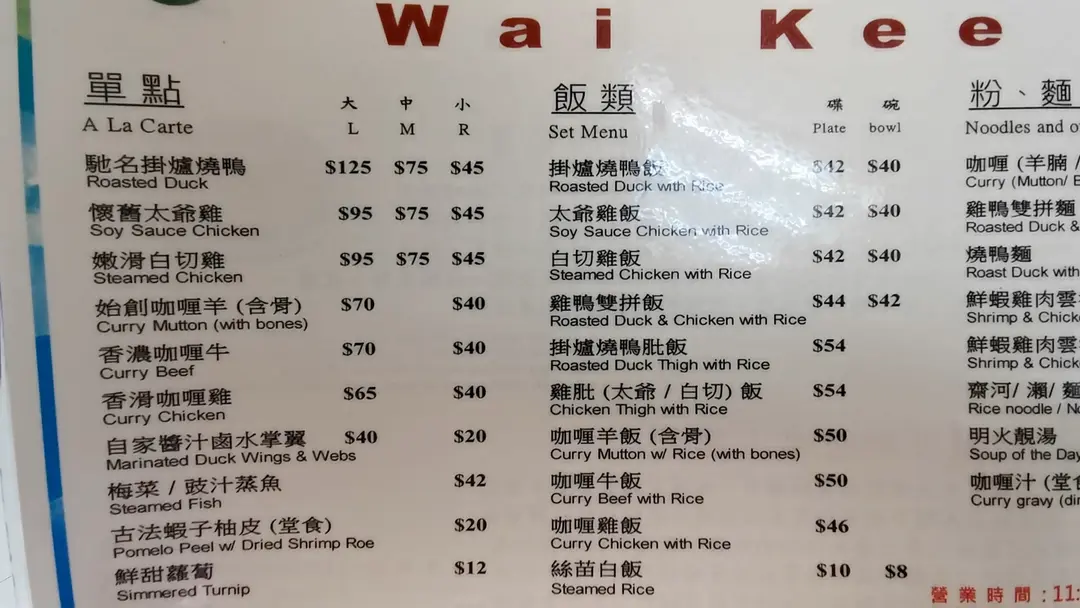 Wai Kee
單點
A La Carte
大 中 小
L M R
馳名掛爐燒鴨 $125 $75 $45
Roasted Duck
懷舊太爺雞 $95 $75 $45
Soy Sauce Chicken
嫩滑白切雞 $95 $75 $45
Steamed Chicken
始創咖喱羊 (含骨) $70 $40
Curry Mutton (with bones)
香濃咖喱牛 $70 $40
Curry Beef
香滑咖喱雞 $65 $40
Curry Chicken
自家醬汁鹵水掌翼 $40 $20
Marinated Duck Wings & Webs
梅菜 / 豉汁蒸魚 $42
Steamed Fish
古法蝦子柚皮 (堂食) $20
Pomelo Peel w/ Dried Shrimp Roe
鮮甜蘿蔔 $12
Simmered Turnip
飯類
Set Menu
碟 碗
Plate bowl
掛爐燒鴨飯 $42 $40
Roasted Duck with Rice
太爺雞飯 $42 $40
Soy Sauce Chicken with Rice
白切雞飯 $42 $40
Steamed Chicken with Rice
雞鴨雙拼飯 $44 $42
Roasted Duck & Chicken with Rice
掛爐燒鴨肶飯 $54
Roasted Duck Thigh with Rice
雞肶 (太爺 / 白切) 飯 $54
Chicken Thigh with Rice
咖喱羊飯 (含骨) $50
Curry Mutton w/ Rice (with bones)
咖喱牛飯 $50
Curry Beef with Rice
咖喱雞飯 $46
Curry Chicken with Rice
絲苗白飯 $10 $8
Steamed Rice
粉、麵
Noodles and
咖喱 (羊腩 /
Curry (Mutton/
雞鴨雙拼麵
Roasted Duck &
燒鴨麵
Roast Duck with
鮮蝦雞肉雲
Shrimp &
鮮蝦雞肉雲
Shrimp &
齋河/ 瀨/ 麵
Rice noodle /
明火靚湯
Soup of the Day
咖喱汁 (堂
Curry gravy
營業時間 : 11: